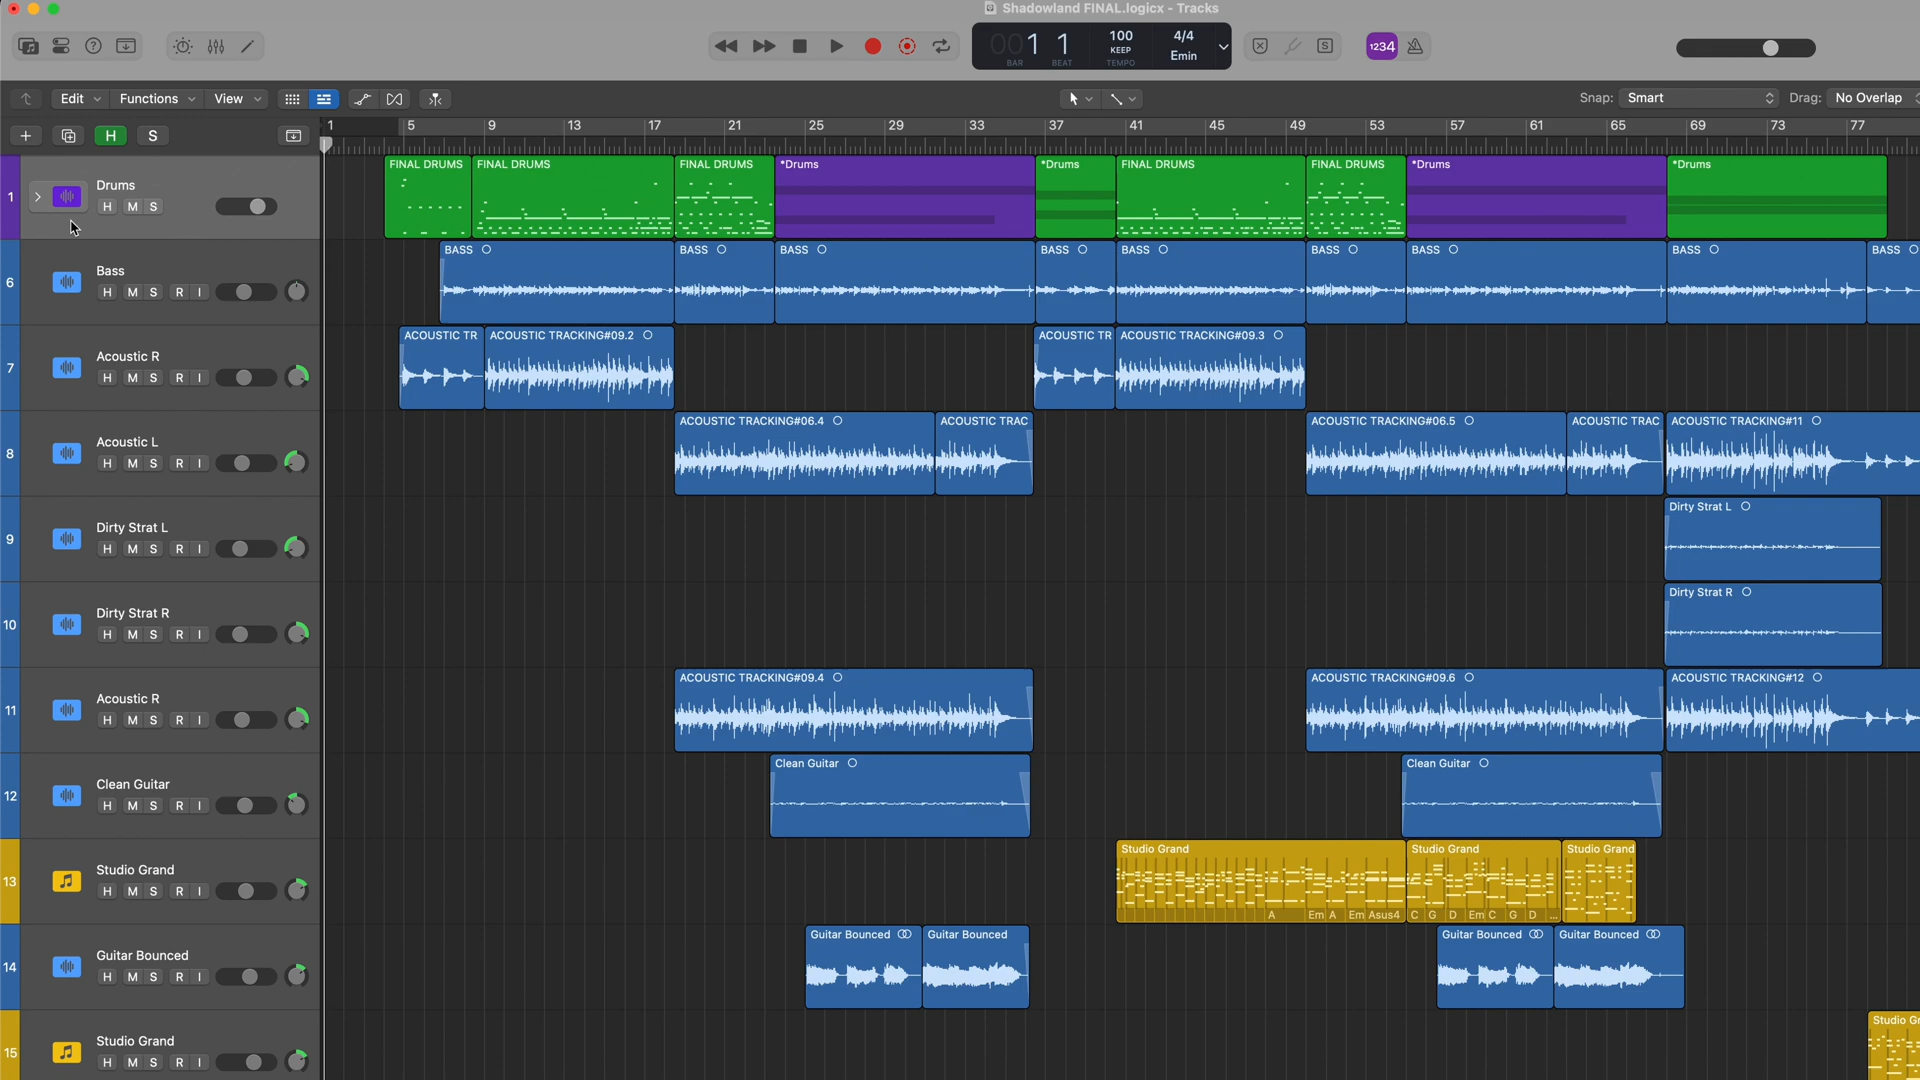 Shadowland FINAL.logicx - Tracks
001 1 100 4/4
KEEP Emin
BAR BEAT TEMPO
S 1234
Edit Functions View Snap: Smart Drag: No Overlap
H S 1 5 9 13 17 21 25 29 33 37 41 45 49 53 57 61 65 69 73 77
1 Drums
H M S
FINAL DRUMS FINAL DRUMS FINAL DRUMS *Drums *Drums FINAL DRUMS FINAL DRUMS *Drums *Drums
6 Bass
H M S R I
BASS BASS BASS BASS BASS BASS BASS BASS BASS
7 Acoustic R
H M S R I
ACOUSTIC TR ACOUSTIC TRACKING#09.2 ACOUSTIC TR ACOUSTIC TRACKING#09.3
8 Acoustic L
H M S R I
ACOUSTIC TRACKING#06.4 ACOUSTIC TRAC ACOUSTIC TRACKING#06.5 ACOUSTIC TRAC ACOUSTIC TRACKING#11
9 Dirty Strat L
H M S R I
Dirty Strat L
10 Dirty Strat R
H M S R I
Dirty Strat R
11 Acoustic R
H M S R I
ACOUSTIC TRACKING#09.4 ACOUSTIC TRACKING#09.6 ACOUSTIC TRACKING#12
12 Clean Guitar
H M S R I
Clean Guitar Clean Guitar
13 Studio Grand
H M S R I
Studio Grand Studio Grand Studio Grand
A Em A Em Asus4 C G D Em C G D ...
14 Guitar Bounced
H M S R I
Guitar Bounced Guitar Bounced Guitar Bounced Guitar Bounced
15 Studio Grand
H M S R I
Studio Gr